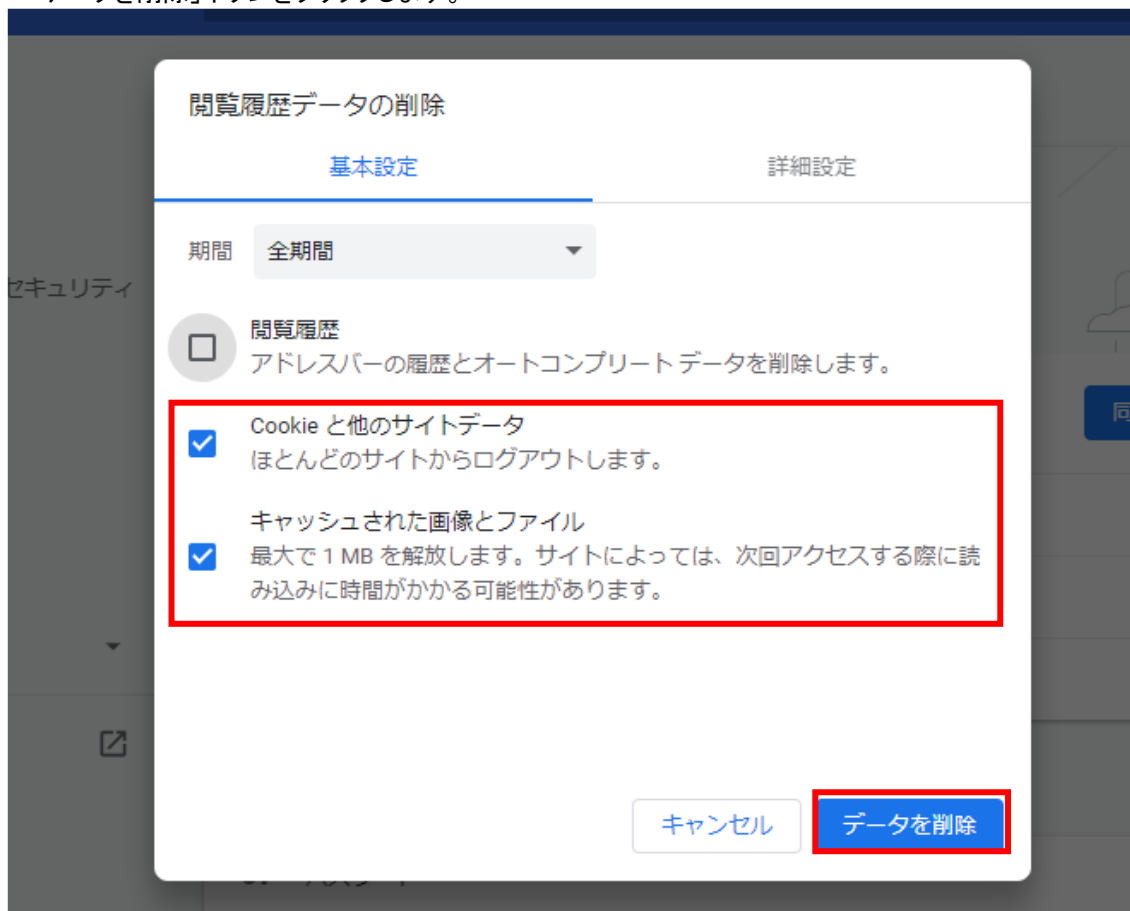 閲覧履歴データの削除
基本設定
詳細設定
期間
全期間
セキュリティ
閲覧履歴
アドレスバーの履歴とオートコンプリート データを削除します。
Cookie と他のサイトデータ
ほとんどのサイトからログアウトします。
キャッシュされた画像とファイル
最大で 1 MB を解放します。サイトによっては、次回アクセスする際に読
み込みに時間がかかる可能性があります。
キャンセル
データを削除